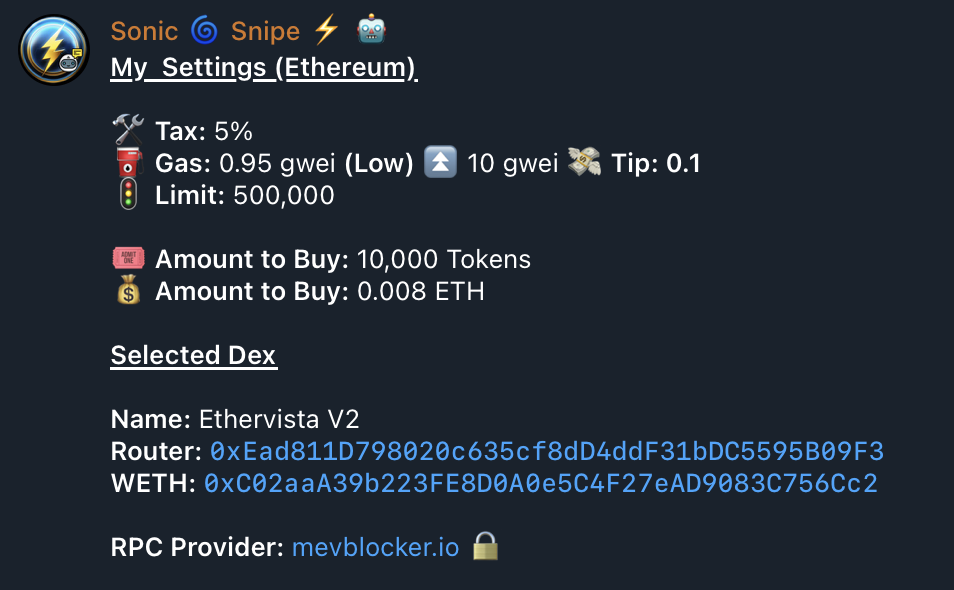 Sonic 🌀 Snipe ⚡ 🤖
My Settings (Ethereum)
🛠 Tax: 5%
⛽ Gas: 0.95 gwei (Low) ⏫ 10 gwei 💸 Tip: 0.1
🚦 Limit: 500,000
🎟 Amount to Buy: 10,000 Tokens
💰 Amount to Buy: 0.008 ETH
Selected Dex
Name: Ethervista V2
Router: 0xEad811D798020c635cf8dD4ddF31bDC5595B09F3
WETH: 0xC02aaA39b223FE8D0A0e5C4F27eAD9083C756Cc2
RPC Provider: mevblocker.io 🔒